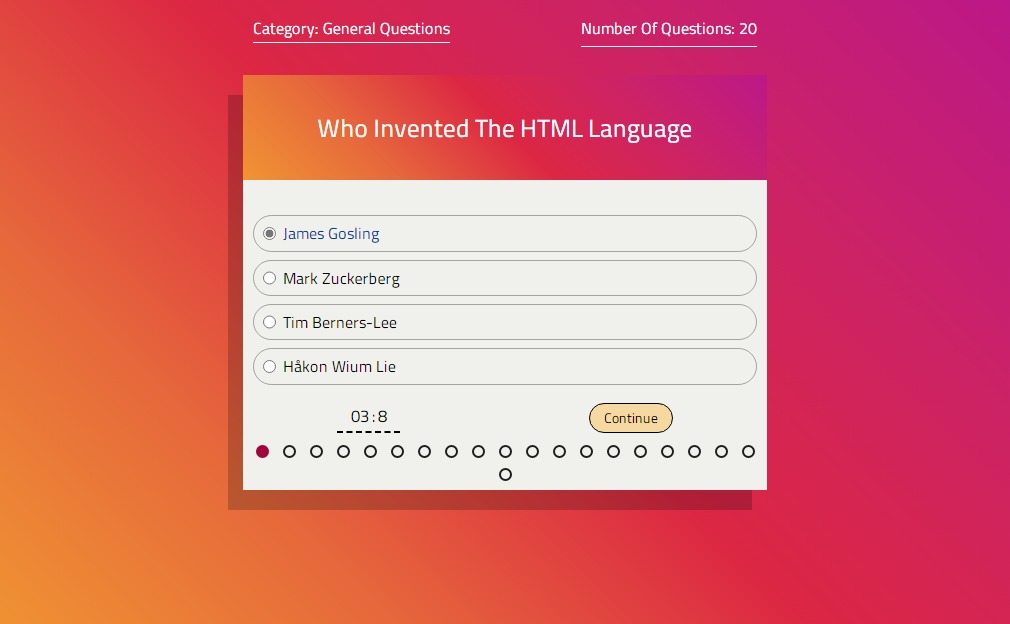 Category: General Questions
Number Of Questions: 20
Who Invented The HTML Language
James Gosling
Mark Zuckerberg
Tim Berners-Lee
Håkon Wium Lie
03 : 8
Continue